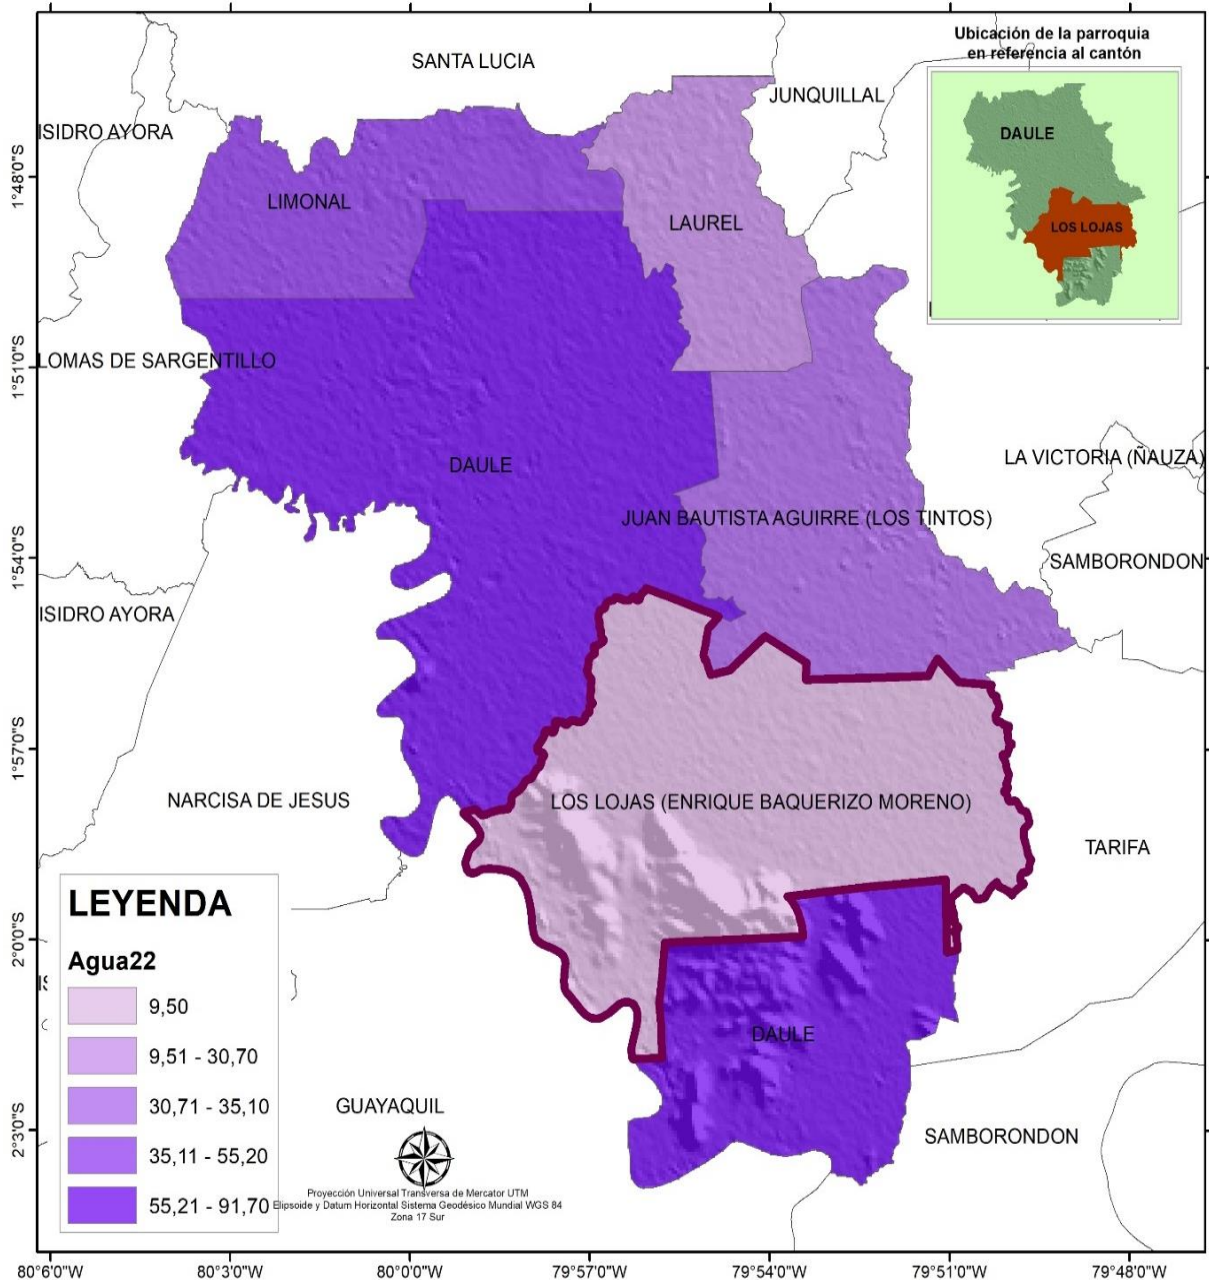 Ubicación de la parroquia
en referencia al cantón
SANTA LUCIA
JUNQUILLAL
ISIDRO AYORA
DAULE
LOS LOJAS
LIMONAL
LAUREL
LOMAS DE SARGENTILLO
DAULE
LA VICTORIA (ÑAUZA)
JUAN BAUTISTA AGUIRRE (LOS TINTOS)
SAMBORONDON
ISIDRO AYORA
NARCISA DE JESUS
LOS LOJAS (ENRIQUE BAQUERIZO MORENO)
TARIFA
DAULE
GUAYAQUIL
SAMBORONDON
LEYENDA
Agua22
9,50
9,51 - 30,70
30,71 - 35,10
35,11 - 55,20
55,21 - 91,70
Proyección Universal Transversa de Mercator UTM
Elipsoide y Datum Horizontal Sistema Geodésico Mundial WGS 84
Zona 17 Sur
1°48'0"S
1°51'0"S
1°54'0"S
1°57'0"S
2°0'0"S
2°3'0"S
80°6'0"W
80°3'0"W
80°0'0"W
79°57'0"W
79°54'0"W
79°51'0"W
79°48'0"W